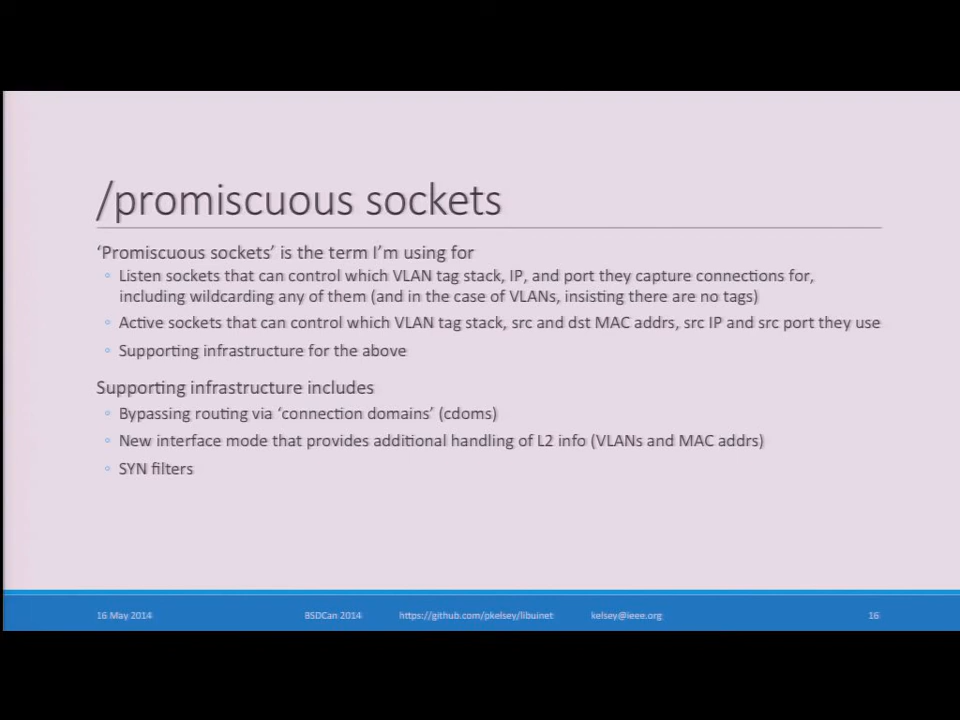 /promiscuous sockets
‘Promiscuous sockets’ is the term I’m using for
◦ Listen sockets that can control which VLAN tag stack, IP, and port they capture connections for,
including wildcarding any of them (and in the case of VLANs, insisting there are no tags)
◦ Active sockets that can control which VLAN tag stack, src and dst MAC addrs, src IP and src port they use
◦ Supporting infrastructure for the above
Supporting infrastructure includes
◦ Bypassing routing via ‘connection domains’ (cdoms)
◦ New interface mode that provides additional handling of L2 info (VLANs and MAC addrs)
◦ SYN filters
16 May 2014 BSDCan 2014 https://github.com/pkelsey/libuinet kelsey@ieee.org 16